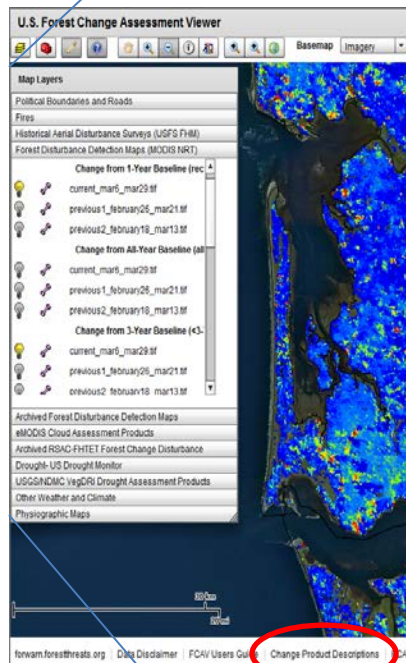 U.S. Forest Change Assessment Viewer
Basemap Imagery
Map Layers
Political Boundaries and Roads
Fires
Historical Aerial Disturbance Surveys (USFS FHM)
Forest Disturbance Detection Maps (MODIS NRT)
Change from 1-Year Baseline (rec
current_mar6_mar29.tif
previous1_february26_mar21.tif
previous2_february18_mar13.tif
Change from All-Year Baseline (all
current_mar6_mar29.tif
previous1_february26_mar21.tif
previous2_february18_mar13.tif
Change from 3-Year Baseline (<3-
current_mar6_mar29.tif
previous1_february26_mar21.tif
previous2_february18_mar13.tif
Archived Forest Disturbance Detection Maps
eMODIS Cloud Assessment Products
Archived RSAC-FHTET Forest Change Disturbance
Drought- US Drought Monitor
USGS/NDMC VegDRI Drought Assessment Products
Other Weather and Climate
Physiographic Maps
30 km
20 mi
forwarn.forestthreats.org Data Disclaimer FCAV Users Guide Change Product Descriptions